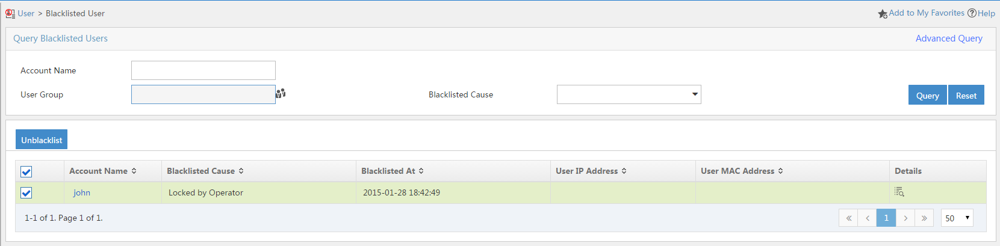 User > Blacklisted User
Add to My Favorites Help
Query Blacklisted Users
Advanced Query
Account Name
User Group
Blacklisted Cause
Query Reset
Unblacklist
Account Name Blacklisted Cause Blacklisted At User IP Address User MAC Address Details
john Locked by Operator 2015-01-28 18:42:49
1-1 of 1. Page 1 of 1.
« ‹ 1 › » 50